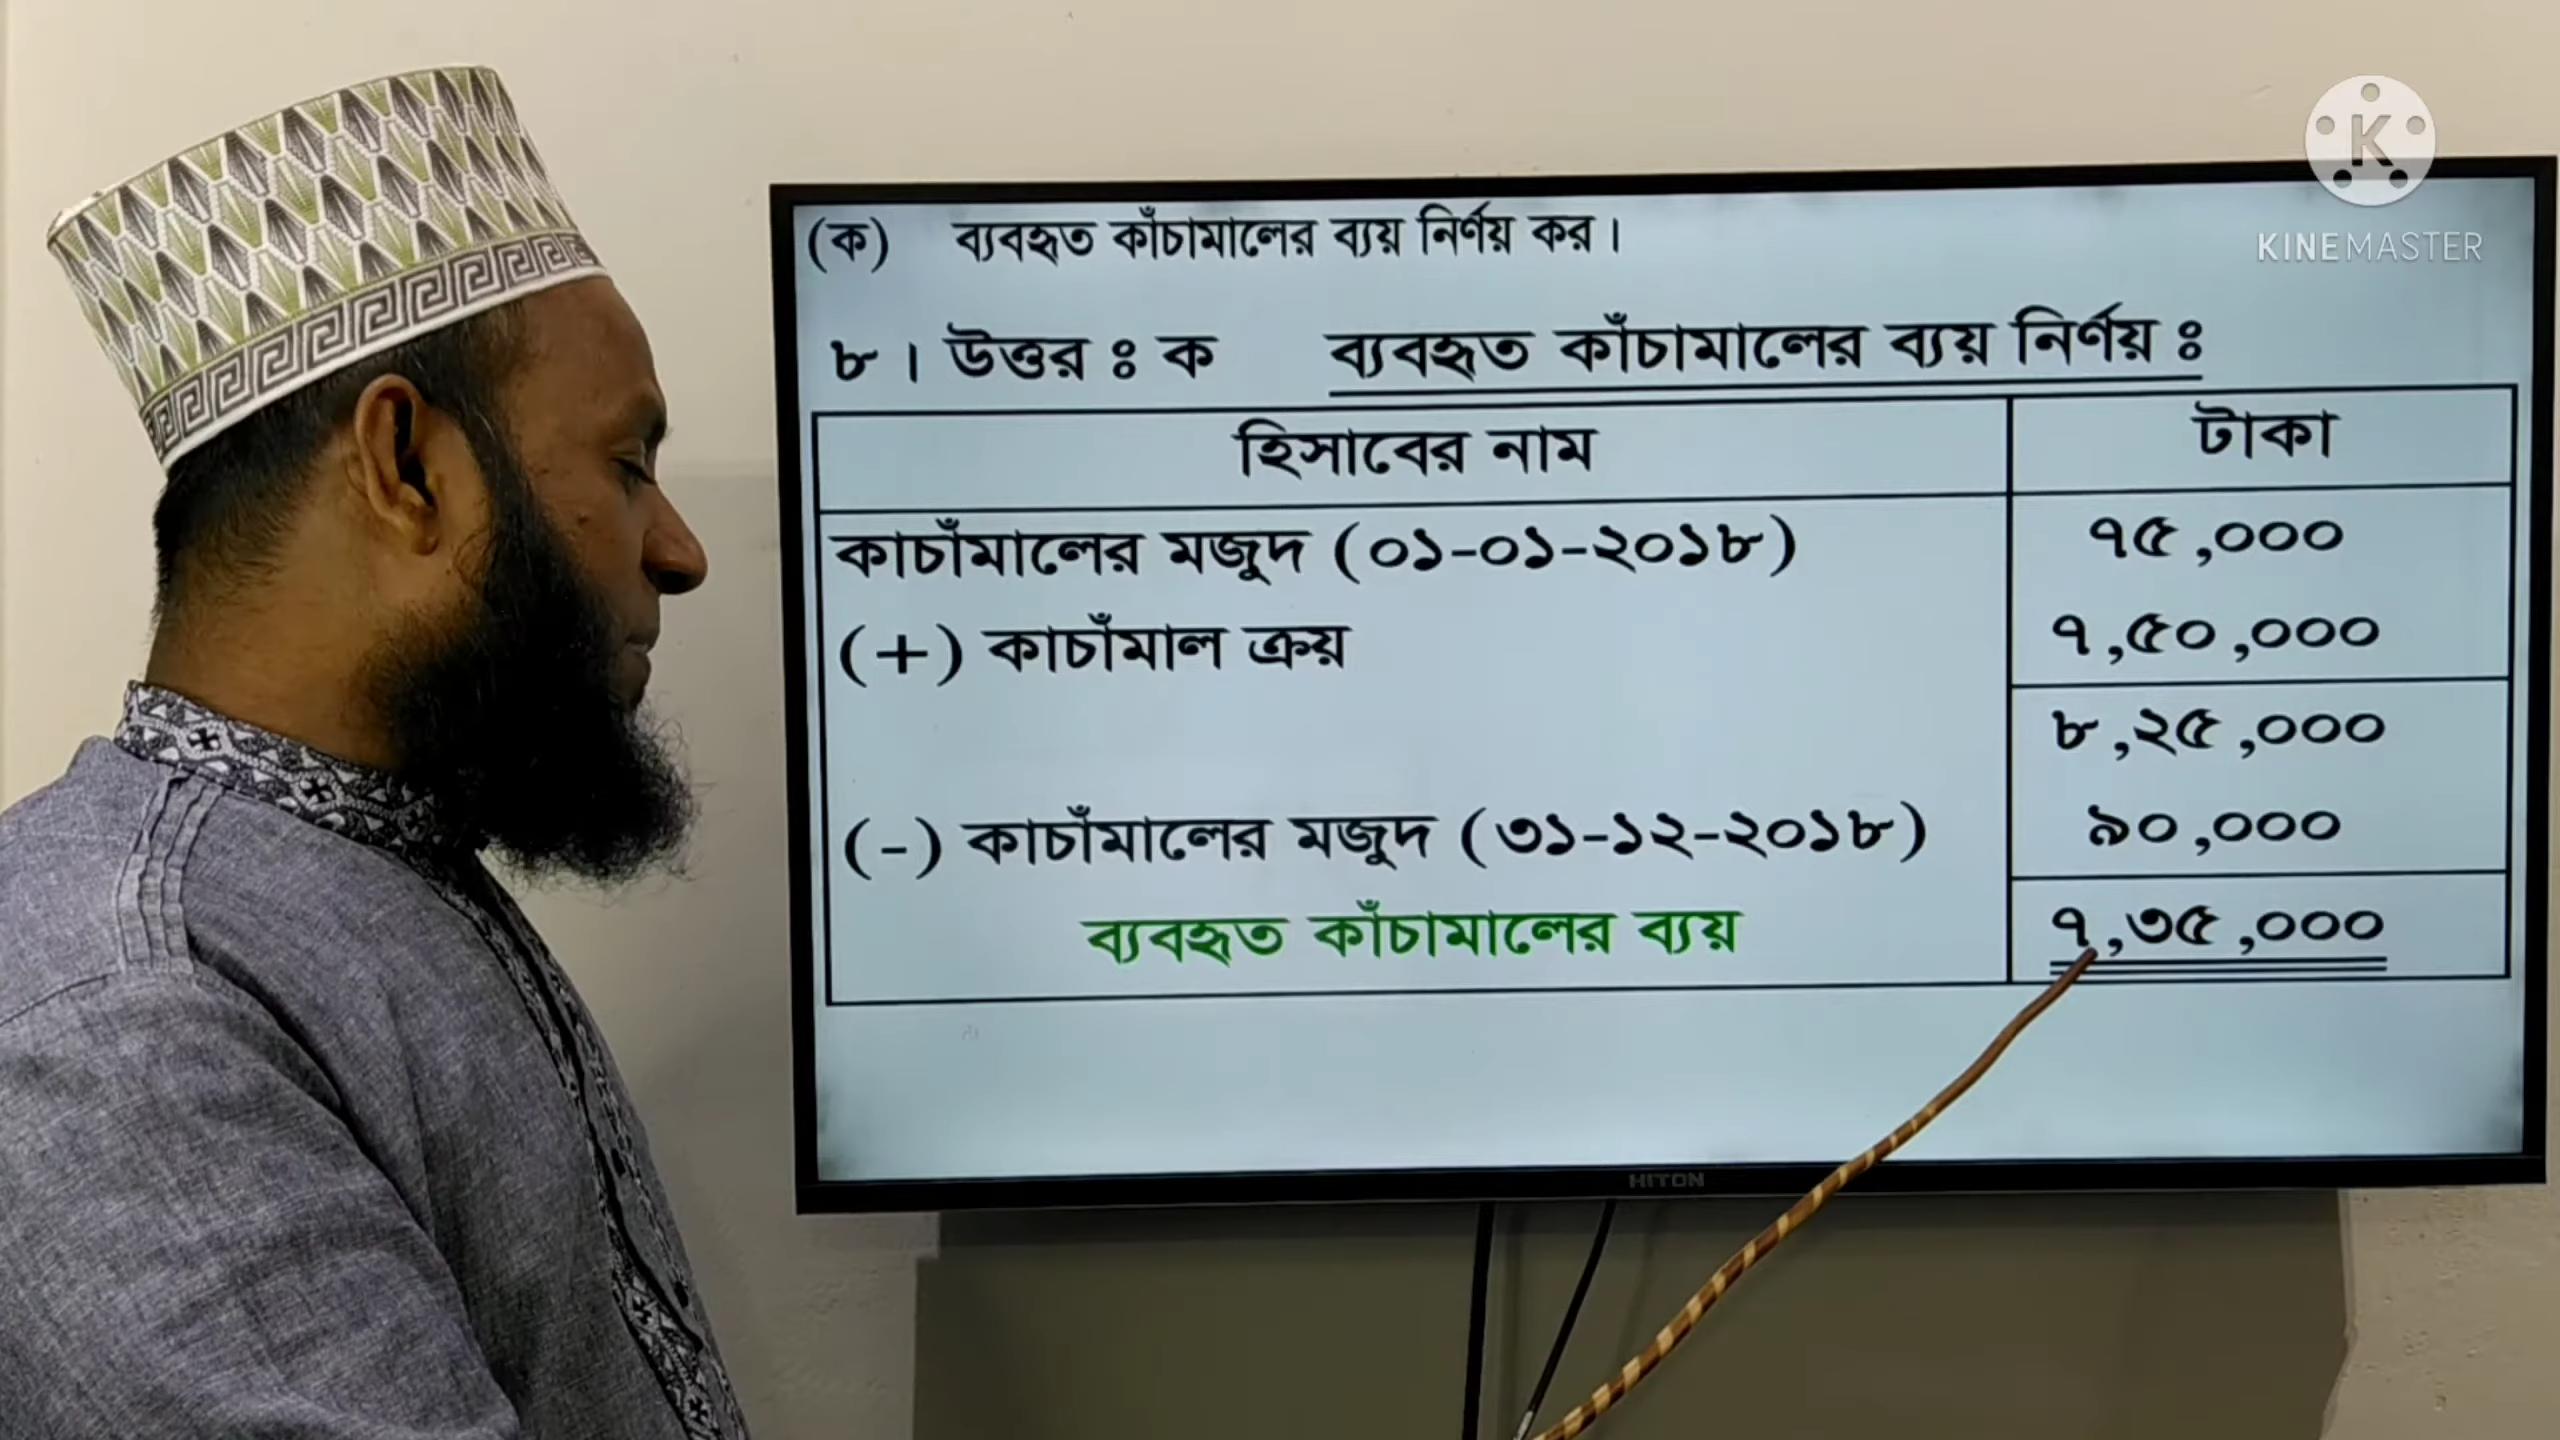 KINEMASTER
(ক) ব্যবহৃত কাঁচামালের ব্যয় নির্ণয় কর।
৮। উত্তর ঃ ক ব্যবহৃত কাঁচামালের ব্যয় নির্ণয় ঃ
হিসাবের নাম টাকা
কাচাঁমালের মজুদ (০১-০১-২০১৮) ৭৫,০০০
(+) কাচাঁমাল ক্রয় ৭,৫০,০০০
৮,২৫,০০০
(-) কাচাঁমালের মজুদ (৩১-১২-২০১৮) ৯০,০০০
ব্যবহৃত কাঁচামালের ব্যয় ৭,৩৫,০০০
HITON